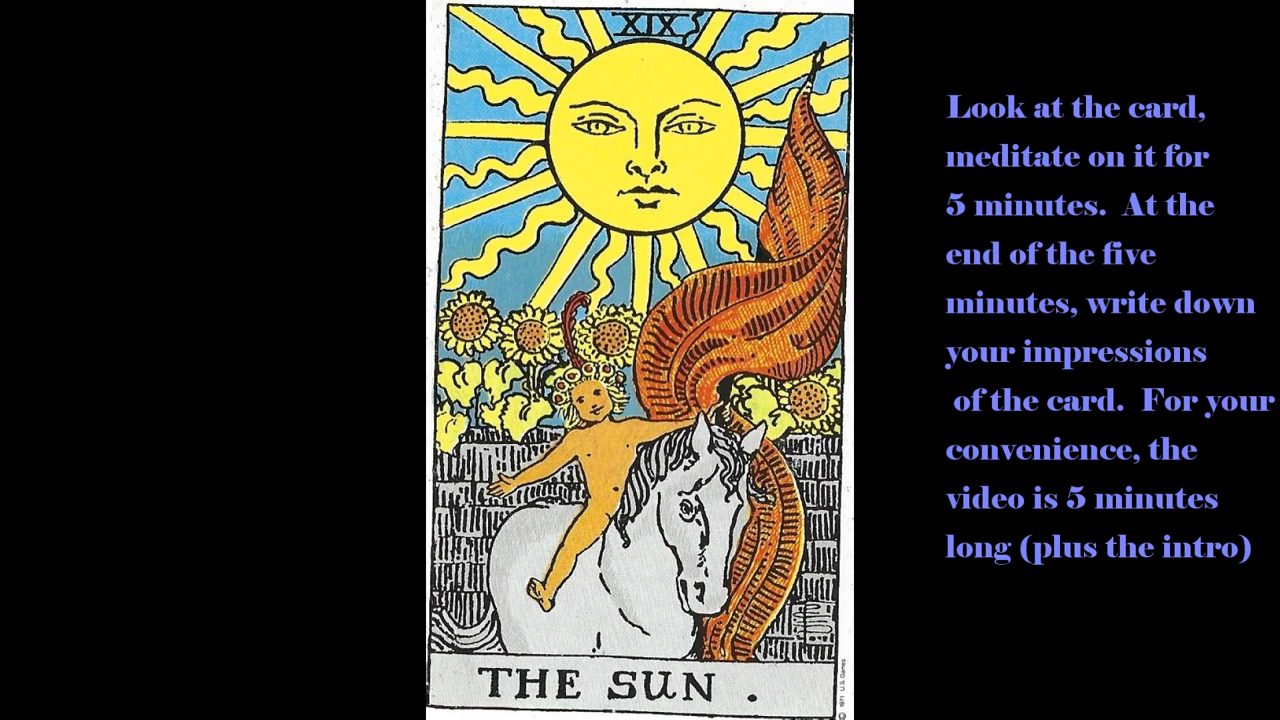 XIX
Look at the card,
meditate on it for
5 minutes. At the
end of the five
minutes, write down
your impressions
of the card. For your
convenience, the
video is 5 minutes
long (plus the intro)
THE SUN .
© 1971 U.S. Games